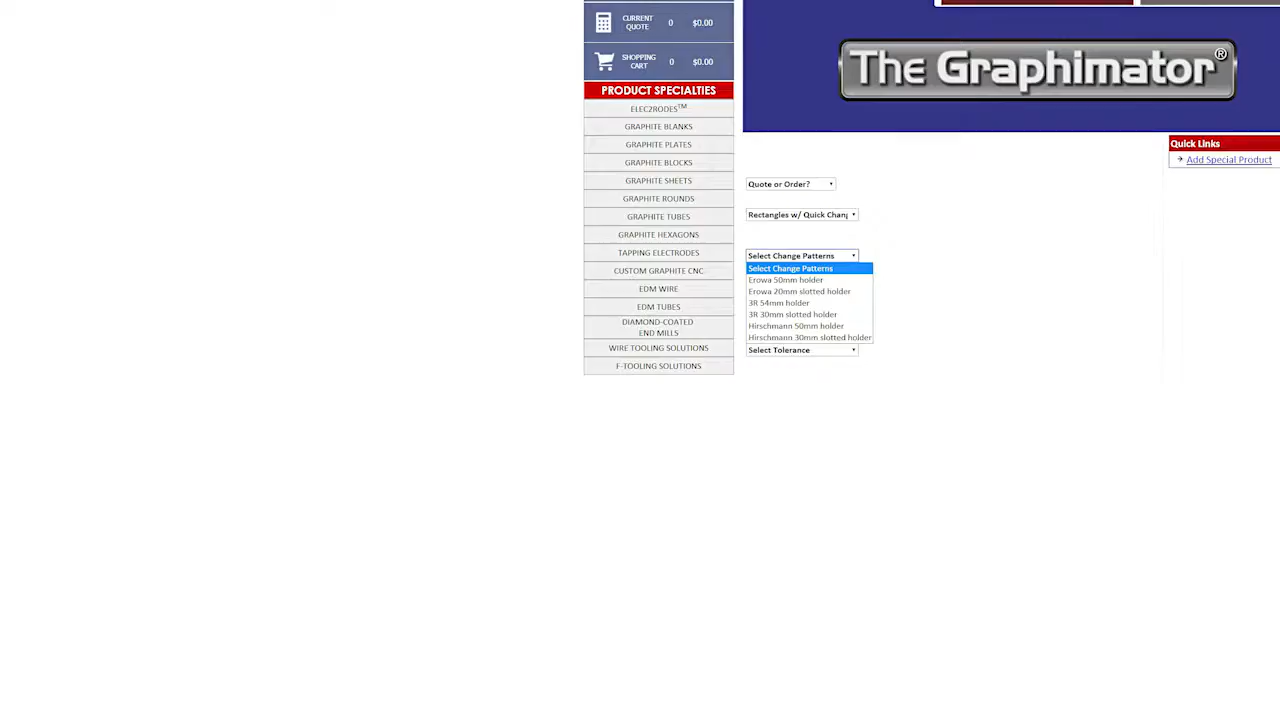 CURRENT
QUOTE
0
$0.00
SHOPPING
CART
0
$0.00
PRODUCT SPECIALTIES
ELEC2RODES™
GRAPHITE BLANKS
GRAPHITE PLATES
GRAPHITE BLOCKS
GRAPHITE SHEETS
GRAPHITE ROUNDS
GRAPHITE TUBES
GRAPHITE HEXAGONS
TAPPING ELECTRODES
CUSTOM GRAPHITE CNC
EDM WIRE
EDM TUBES
DIAMOND-COATED
END MILLS
WIRE TOOLING SOLUTIONS
F-TOOLING SOLUTIONS
The Graphimator®
Quote or Order?
Rectangles w/ Quick Chang
Select Change Patterns
Select Change Patterns
Erowa 50mm holder
Erowa 20mm slotted holder
3R 54mm holder
3R 30mm slotted holder
Hirschmann 50mm holder
Hirschmann 30mm slotted holder
Select Tolerance
Quick Links
Add Special Product